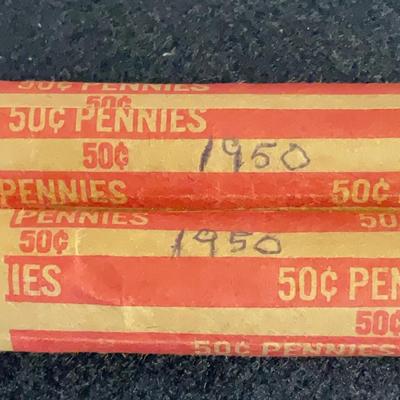 50¢ PENNIES
50¢
50¢ PENNIES
50¢ 1950
PENNIES 50¢
PENNIES 50
50¢ 1950
IES 50¢ PEN
50¢
50¢ PENNIES